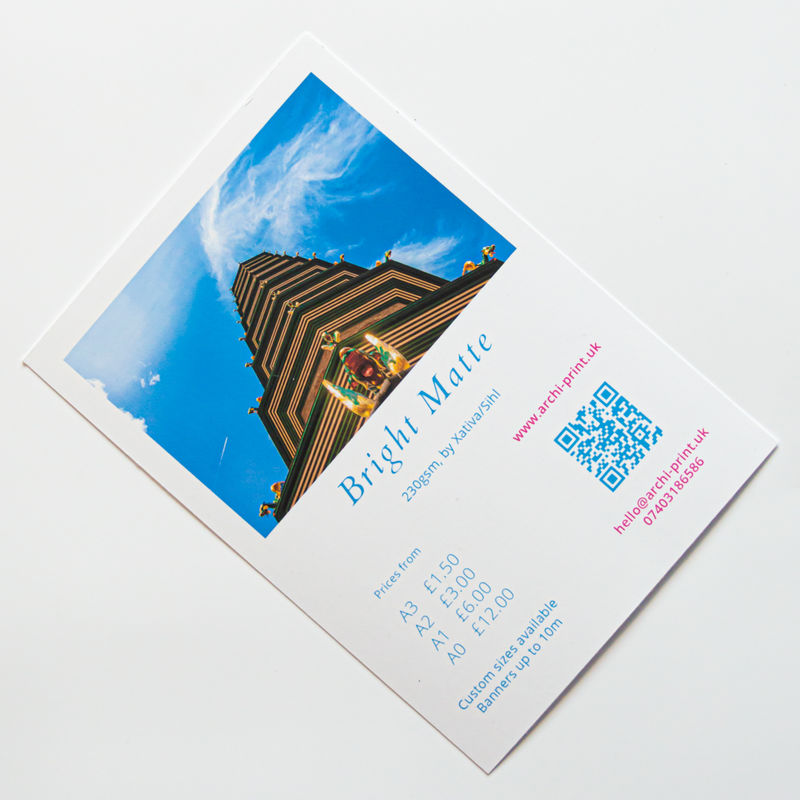 Bright Matte
230gsm, by Xativa/Sihl
Prices from
A3 £1.50
A2 £3.00
A1 £6.00
A0 £12.00
Custom sizes available
Banners up to 10m
www.archi-print.uk
hello@archi-print.uk
07403186586